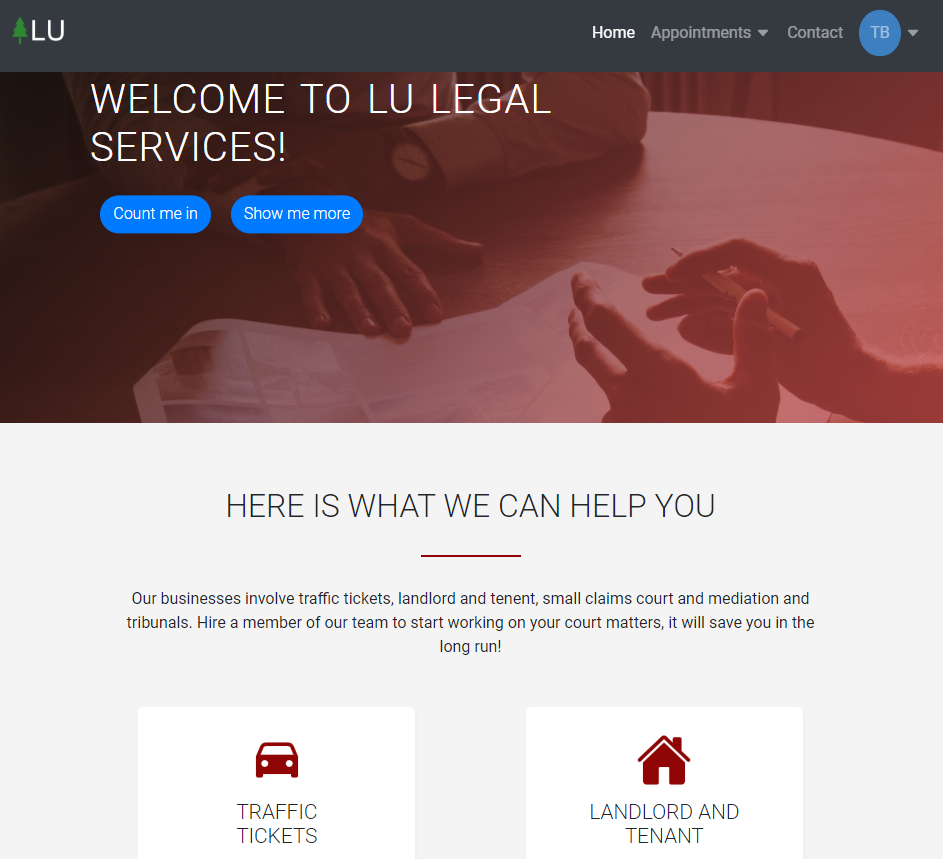 LU
Home Appointments Contact TB
WELCOME TO LU LEGAL
SERVICES!
Count me in Show me more
HERE IS WHAT WE CAN HELP YOU
Our businesses involve traffic tickets, landlord and tenent, small claims court and mediation and
tribunals. Hire a member of our team to start working on your court matters, it will save you in the
long run!
TRAFFIC
TICKETS
LANDLORD AND
TENANT